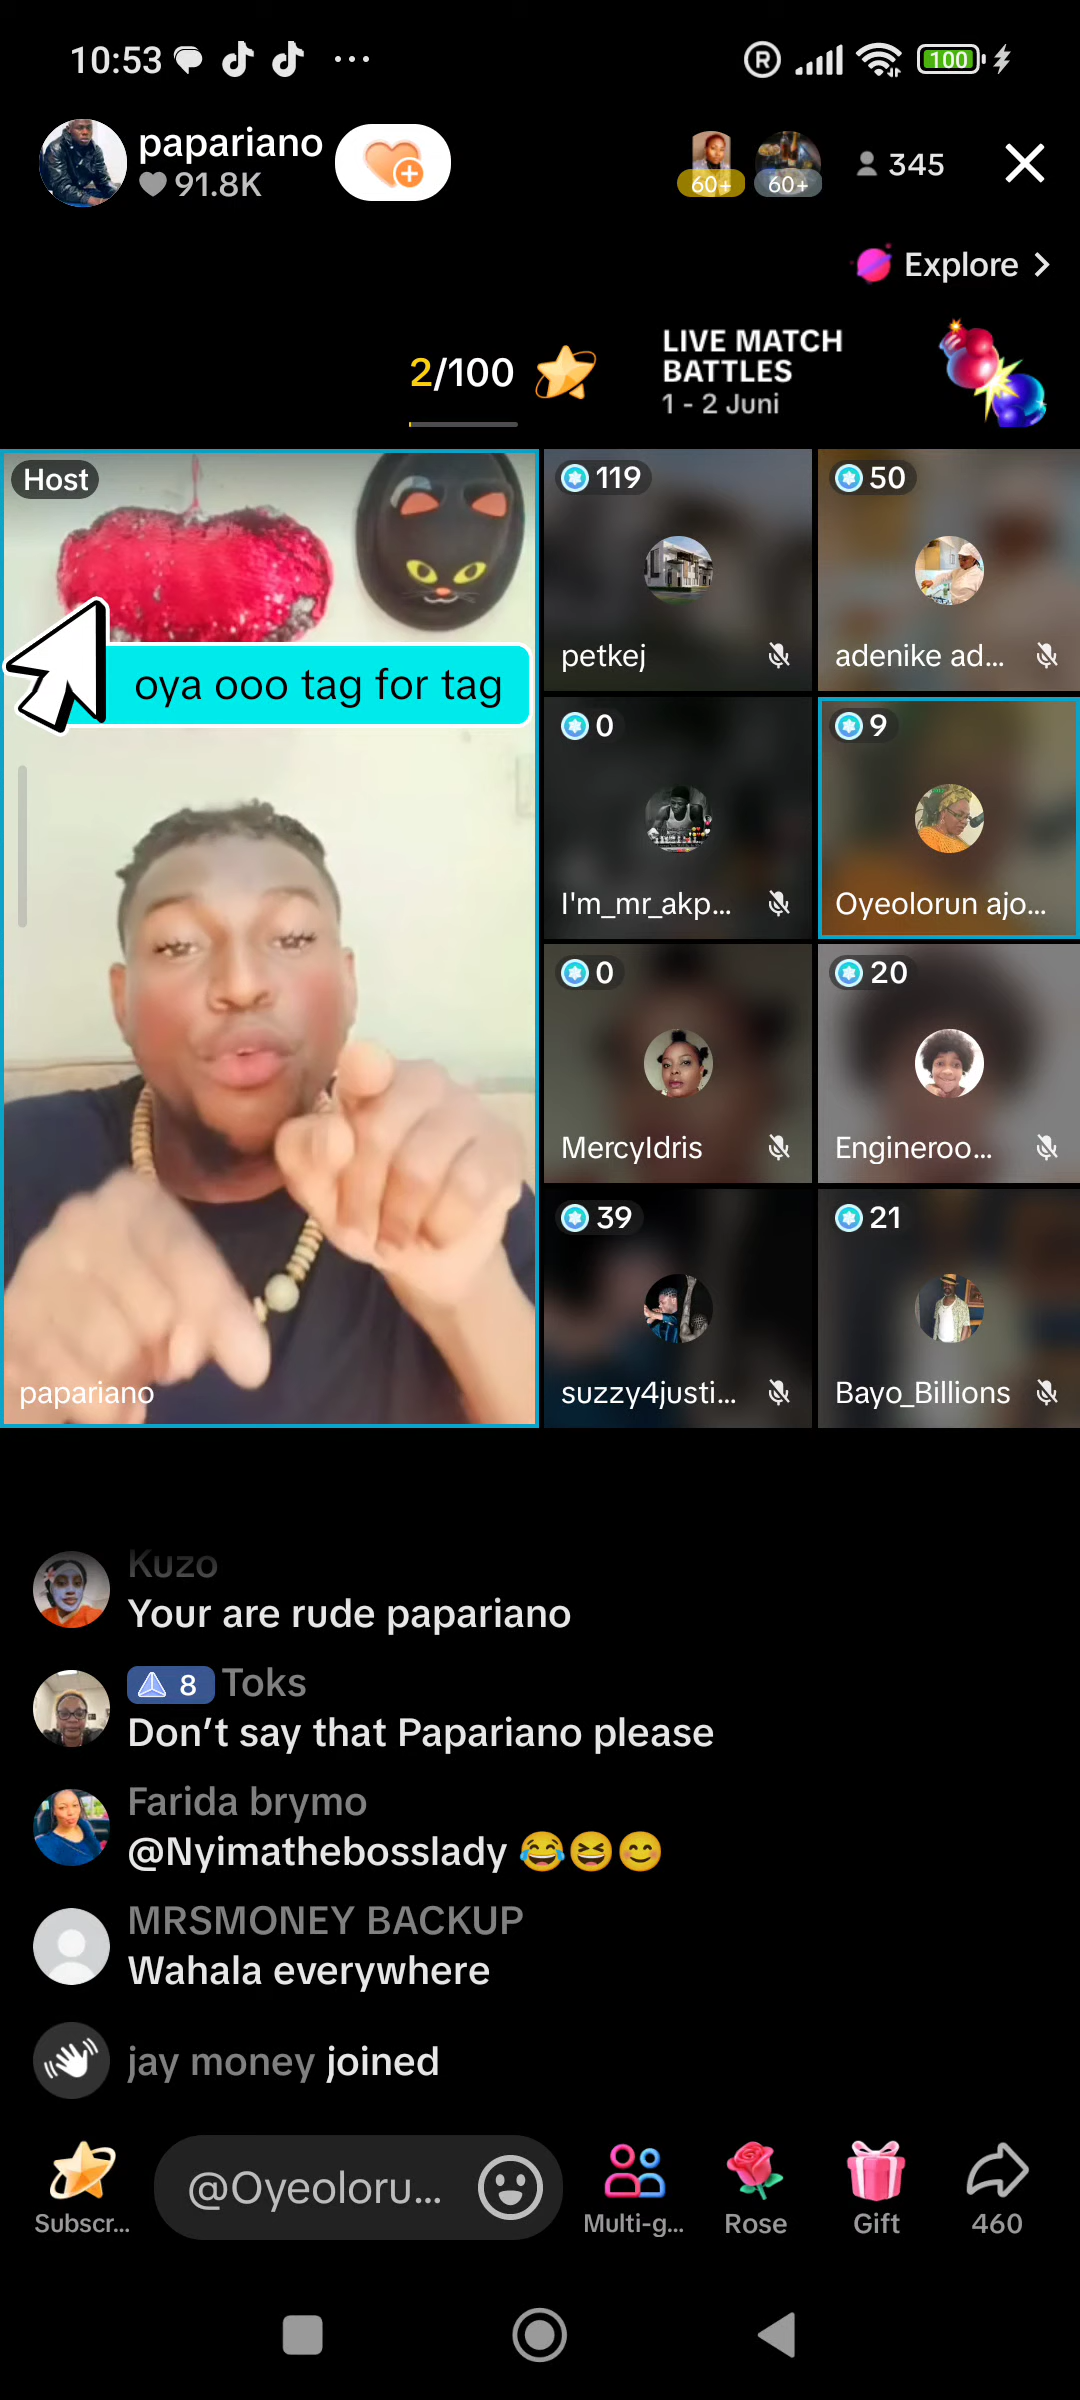 10:53
100
papariano
91.8K
60+
60+
345
Explore
2/100
LIVE MATCH
BATTLES
1 - 2 Juni
Host
oya ooo tag for tag
papariano
119
petkej
50
adenike ad...
0
I'm_mr_akp...
9
Oyeolorun ajo...
0
MercyIdris
20
Engineroo...
39
suzzy4justi...
21
Bayo_Billions
Kuzo
Your are rude papariano
8 Toks
Don't say that Papariano please
Farida brymo
@Nyimathebosslady 😂😆😊
MRSMONEY BACKUP
Wahala everywhere
jay money joined
@Oyeoloru...
Subscr...
Multi-g...
Rose
Gift
460